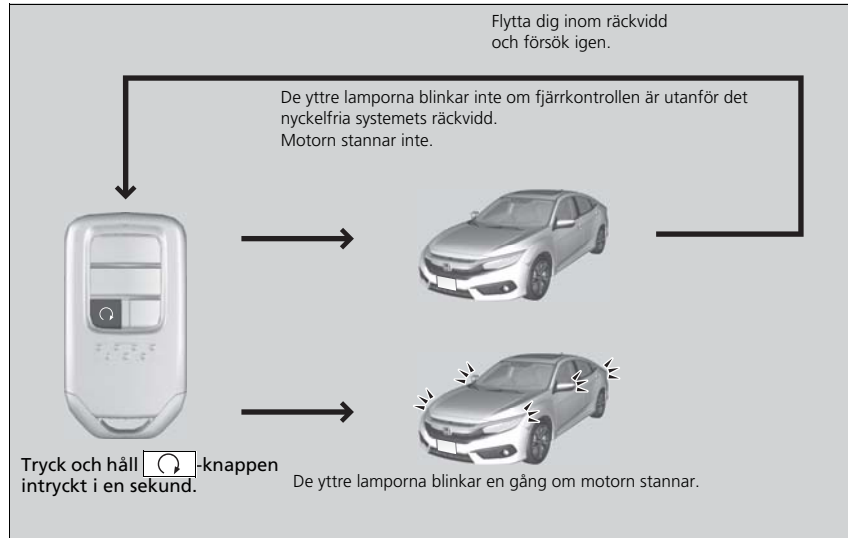 Flytta dig inom räckvidd
och försök igen.
De yttre lamporna blinkar inte om fjärrkontrollen är utanför det
nyckelfria systemets räckvidd.
Motorn stannar inte.
Tryck och håll -knappen
intryckt i en sekund.
De yttre lamporna blinkar en gång om motorn stannar.